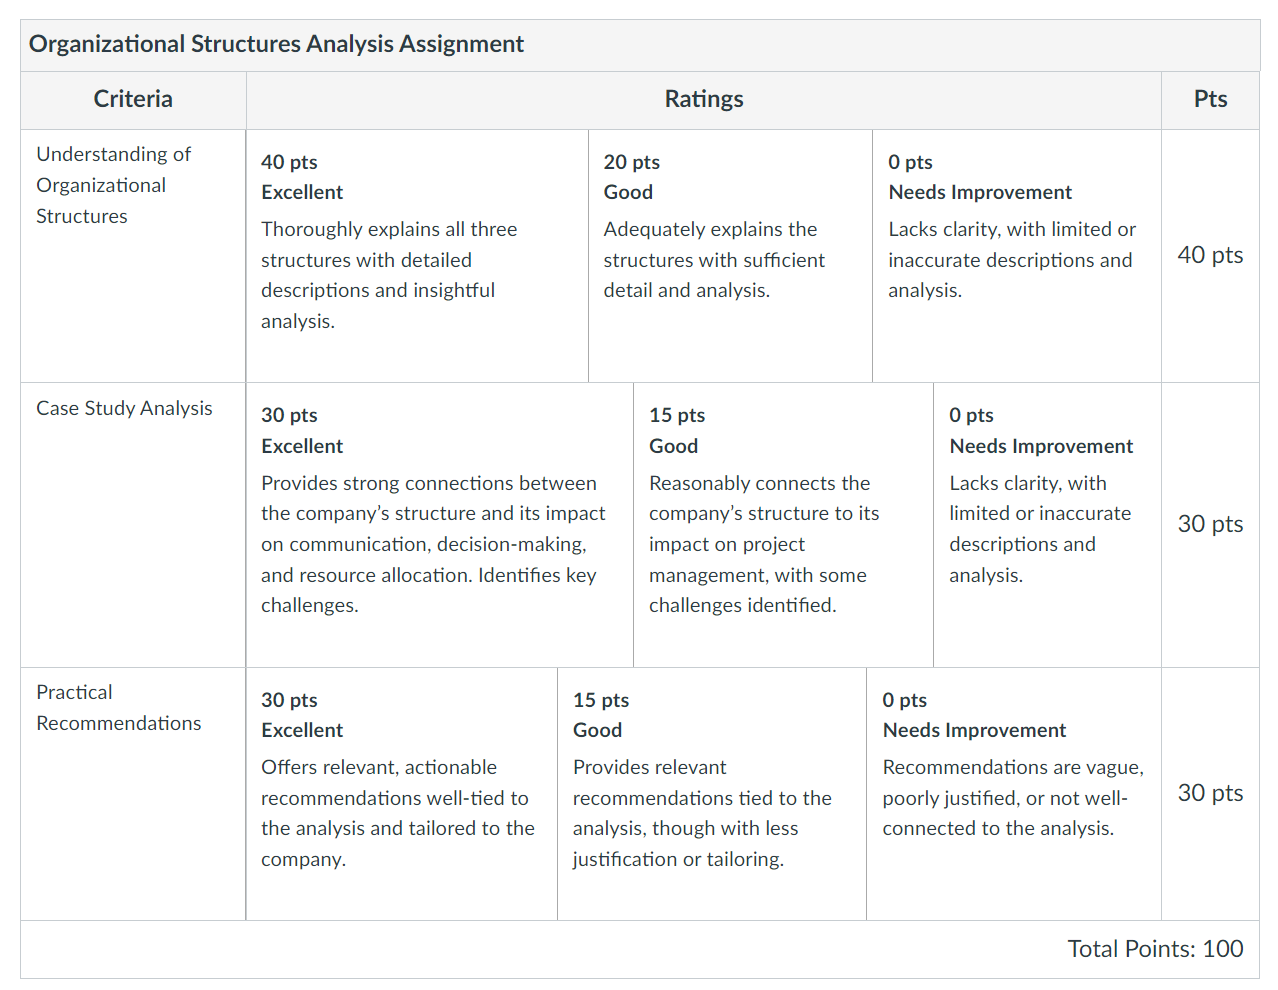 Organizational Structures Analysis Assignment
Criteria
Ratings
Pts
Understanding of
Organizational
Structures
40 pts
Excellent
Thoroughly explains all three
structures with detailed
descriptions and insightful
analysis.
20 pts
Good
Adequately explains the
structures with sufficient
detail and analysis.
0 pts
Needs Improvement
Lacks clarity, with limited or
inaccurate descriptions and
analysis.
40 pts
Case Study Analysis
30 pts
Excellent
Provides strong connections between
the company’s structure and its impact
on communication, decision-making,
and resource allocation. Identifies key
challenges.
15 pts
Good
Reasonably connects the
company’s structure to its
impact on project
management, with some
challenges identified.
0 pts
Needs Improvement
Lacks clarity, with
limited or inaccurate
descriptions and
analysis.
30 pts
Practical
Recommendations
30 pts
Excellent
Offers relevant, actionable
recommendations well-tied to
the analysis and tailored to the
company.
15 pts
Good
Provides relevant
recommendations tied to the
analysis, though with less
justification or tailoring.
0 pts
Needs Improvement
Recommendations are vague,
poorly justified, or not well-
connected to the analysis.
30 pts
Total Points: 100